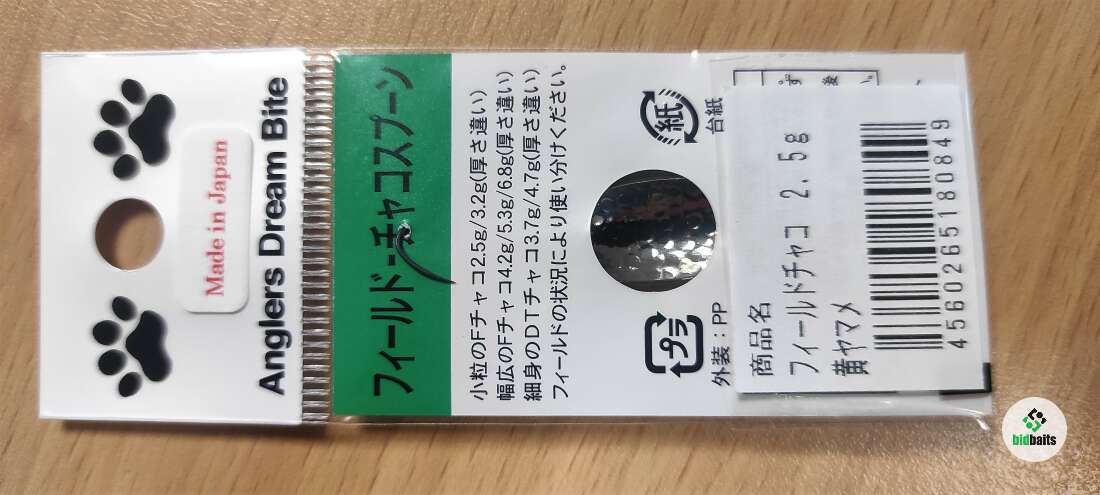 Made in Japan
Anglers Dream Bite
フィールド-チャコスプーン
小粒のFチャコ2.5g/3.2g(厚さ違い)
幅広のFチャコ4.2g/5.3g/6.8g(厚さ違い)
細身のDTチャコ3.7g/4.7g(厚さ違い)
フィールドの状況により使い分けください。
プラ
外装：PP
紙
台紙
商品名
フィールドチャコ 2.5g
黄ヤマメ
4560265180849
bidbaits